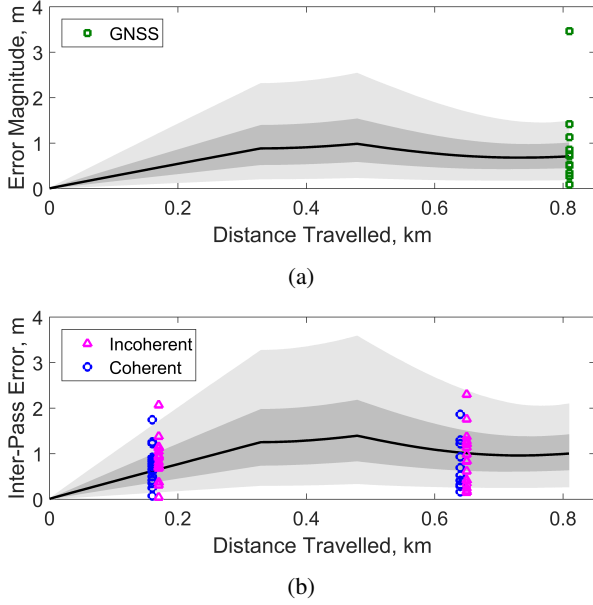 4
3
2
1
0
Error Magnitude, m
GNSS
0 0.2 0.4 0.6 0.8
Distance Travelled, km
(a)
4
3
2
1
0
Inter-Pass Error, m
Incoherent
Coherent
0 0.2 0.4 0.6 0.8
Distance Travelled, km
(b)